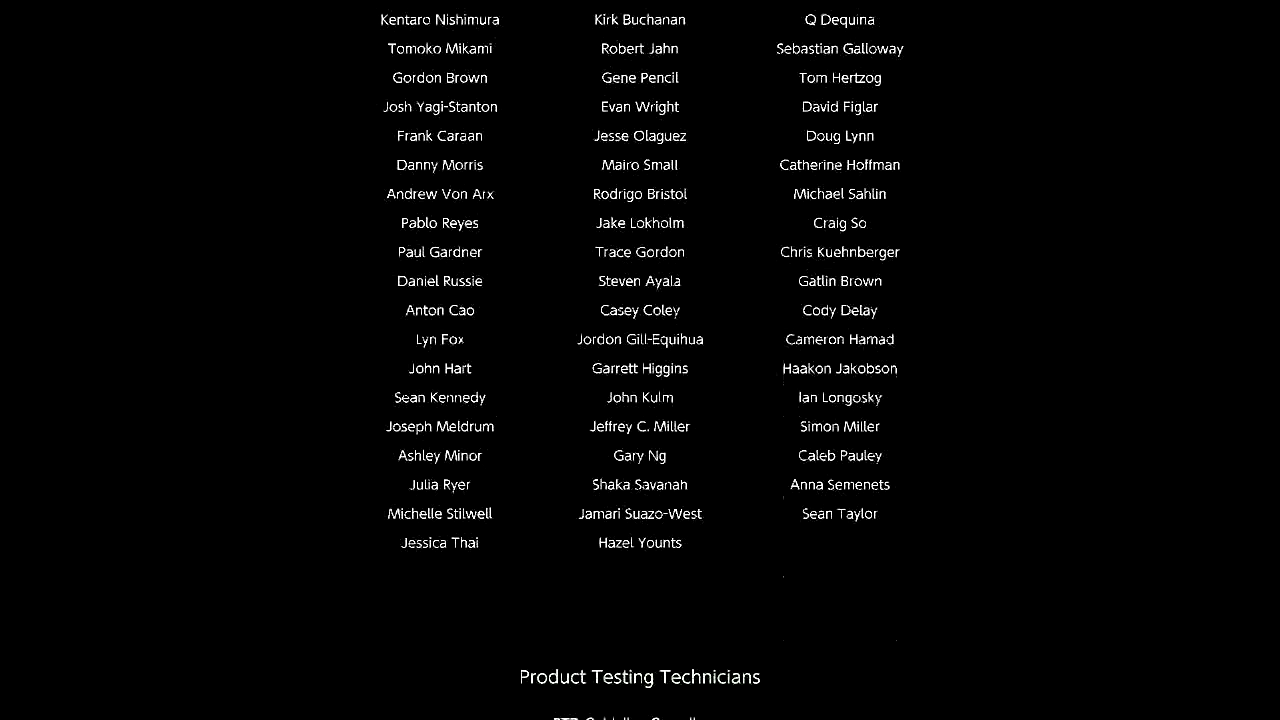 Kentaro Nishimura Kirk Buchanan Q Dequina
Tomoko Mikami Robert Jahn Sebastian Galloway
Gordon Brown Gene Pencil Tom Hertzog
Josh Yagi-Stanton Evan Wright David Figlar
Frank Caraan Jesse Olaguez Doug Lynn
Danny Morris Mairo Small Catherine Hoffman
Andrew Von Arx Rodrigo Bristol Michael Sahlin
Pablo Reyes Jake Lokholm Craig So
Paul Gardner Trace Gordon Chris Kuehnberger
Daniel Russie Steven Ayala Gatlin Brown
Anton Cao Casey Coley Cody Delay
Lyn Fox Jordon Gill-Equihua Cameron Hamad
John Hart Garrett Higgins Haakon Jakobson
Sean Kennedy John Kulm Ian Longosky
Joseph Meldrum Jeffrey C. Miller Simon Miller
Ashley Minor Gary Ng Caleb Pauley
Julia Ryer Shaka Savanah Anna Semenets
Michelle Stilwell Jamari Suazo-West Sean Taylor
Jessica Thai Hazel Younts
Product Testing Technicians